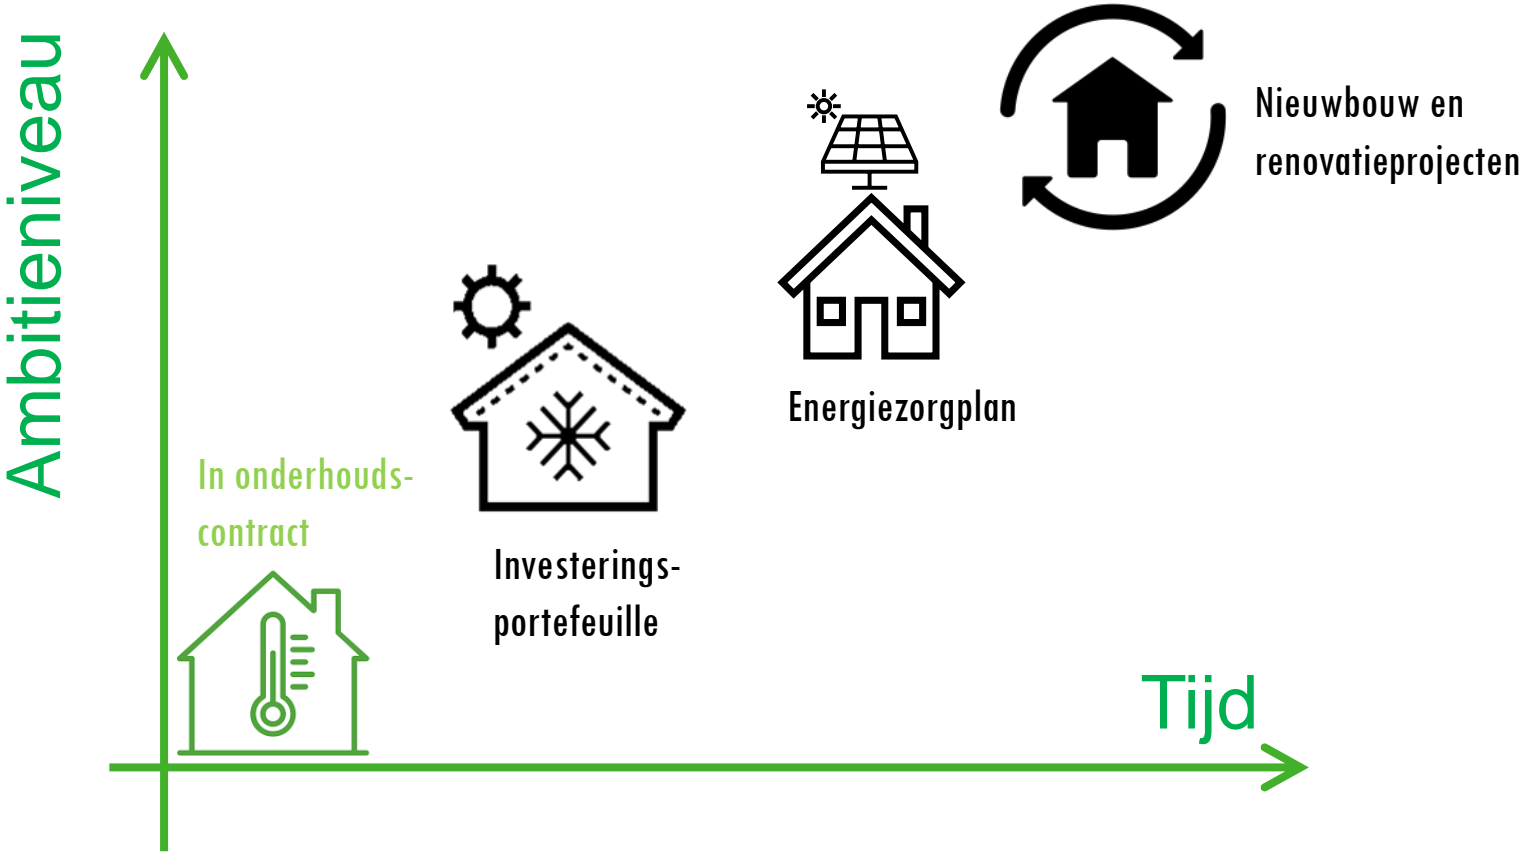 Ambitieniveau
Nieuwbouw en
renovatieprojecten
Energiezorgplan
In onderhouds-
contract
Investerings-
portefeuille
Tijd